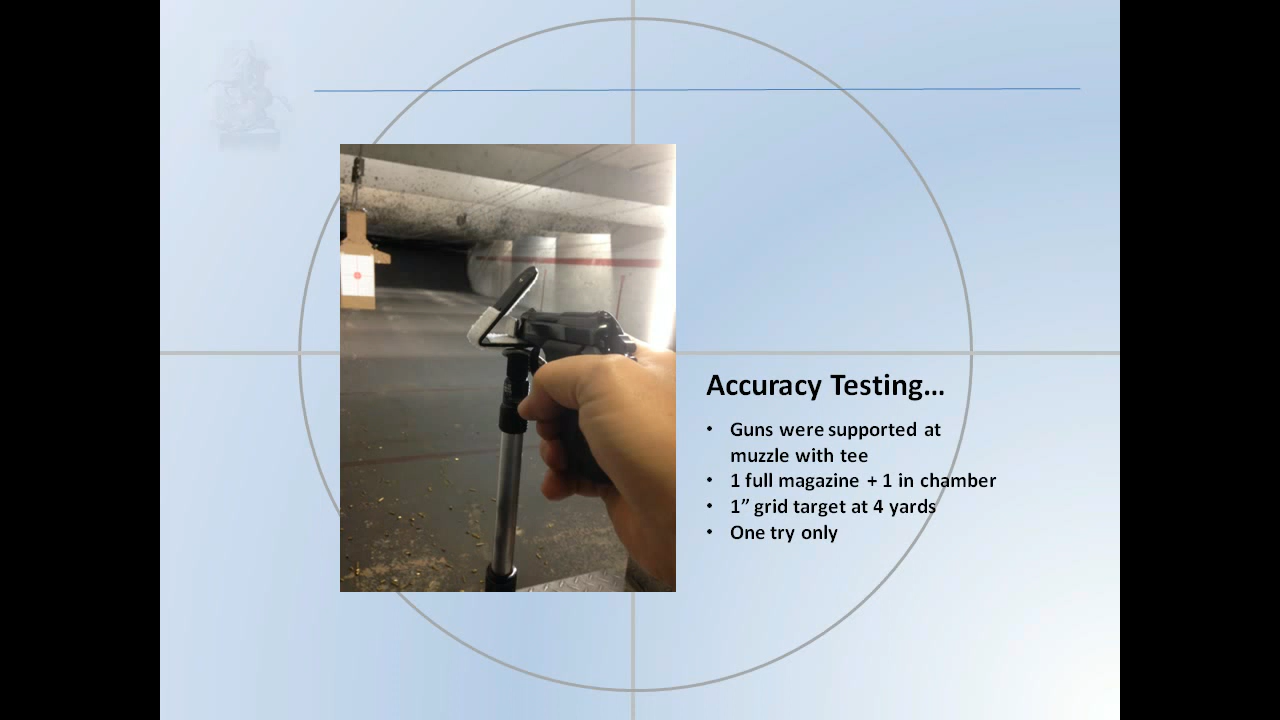 Accuracy Testing...
• Guns were supported at
muzzle with tee
• 1 full magazine + 1 in chamber
• 1” grid target at 4 yards
• One try only